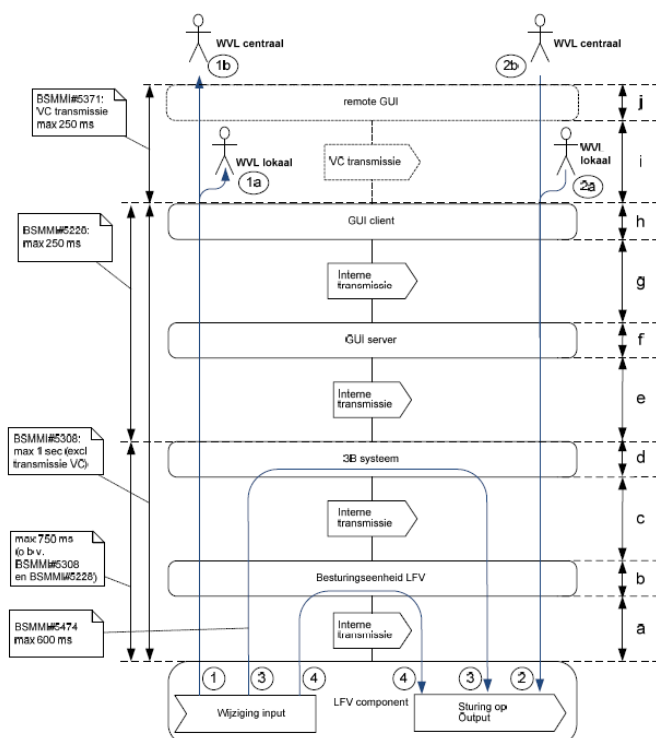 WVL centraal
1b
WVL centraal
2b
BSMMI#5371:
VC transmissie
max 250 ms
remote GUI
j
WVL lokaal
1a
VC transmissie
WVL
lokaal
2a
i
BSMMI#5228:
max 250 ms
GUI client
h
Interne
transmissie
g
GUI server
f
Interne
transmissie
e
BSMMI#5308:
max 1 sec (excl
transmissie VC)
3B systeem
d
Interne
transmissie
c
max 750 ms
(o.b.v.
BSMMI#5308
en BSMMI#5228)
Besturingseenheid LFV
b
BSMMI#5474
max 600 ms
Interne
transmissie
a
1
3
4
4
3
2
Wijziging input
LFV component
Sturing op
Output